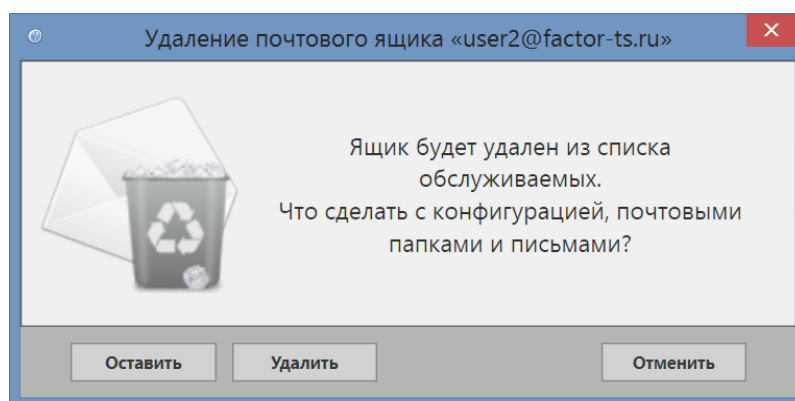 Удаление почтового ящика «user2@factor-ts.ru»
Ящик будет удален из списка
обслуживаемых.
Что сделать с конфигурацией, почтовыми
папками и письмами?
Оставить Удалить Отменить